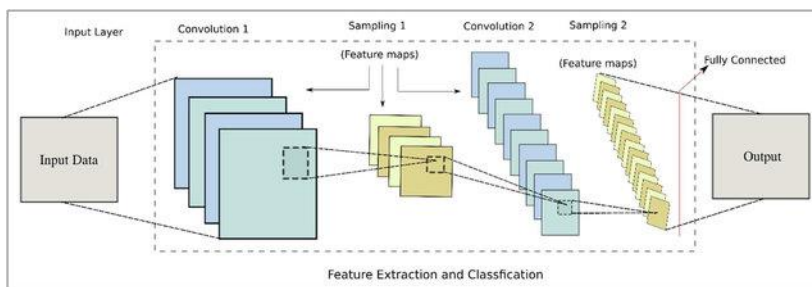 Input Layer
Convolution 1
Sampling 1
Convolution 2
Sampling 2
(Feature maps)
(Feature maps)
Fully Connected
Input Data
Output
Feature Extraction and Classfication